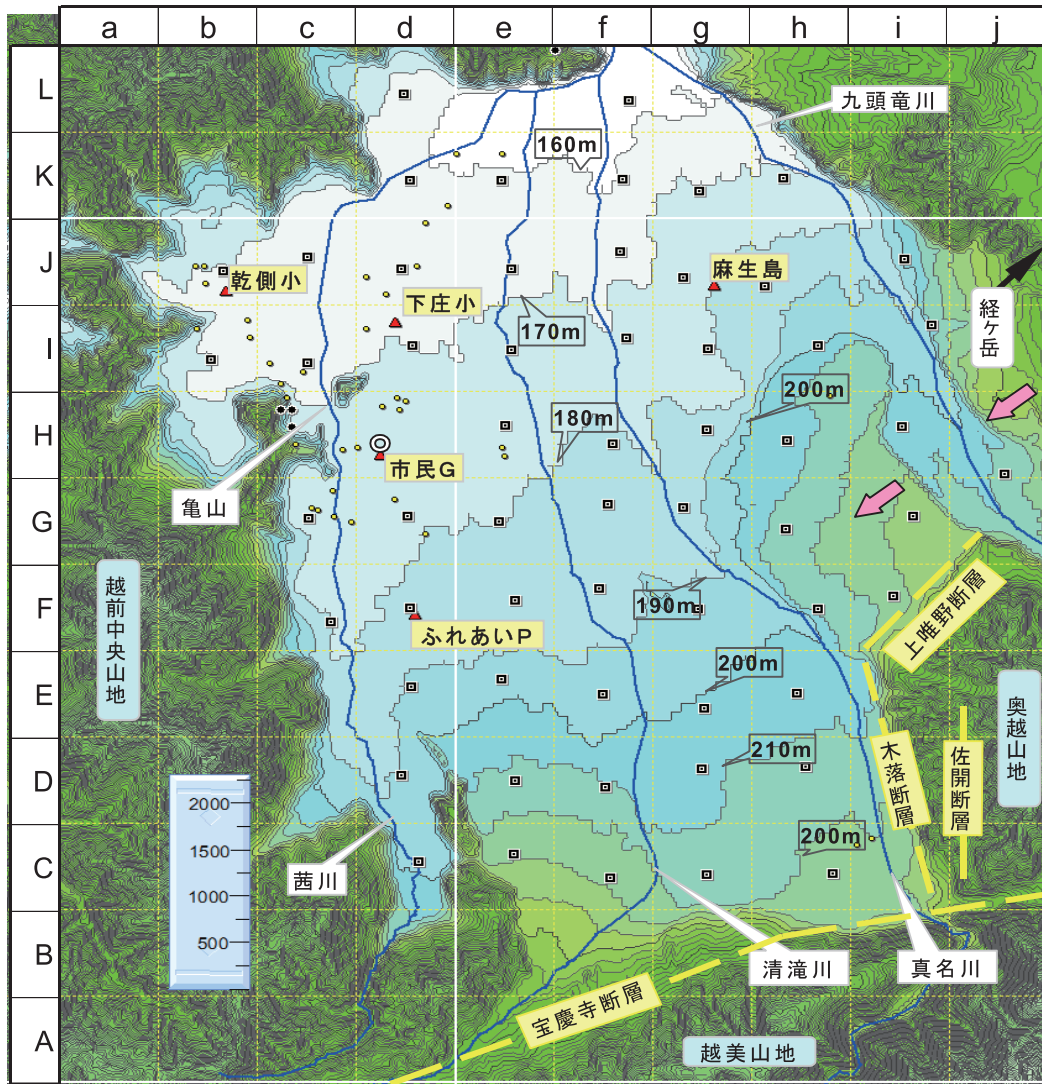 a b c d e f g h i j
L
九頭竜川
160m
K
J
乾側小
麻生島
下庄小
経ヶ岳
170m
I
200m
180m
H
市民G
亀山
G
上唯野断層
190m
F
ふれあいP
越前中央山地
200m
E
奥越山地
木落断層
佐開断層
210m
D
2000
1500
1000
500
200m
C
茜川
B
清滝川
真名川
宝慶寺断層
A
越美山地